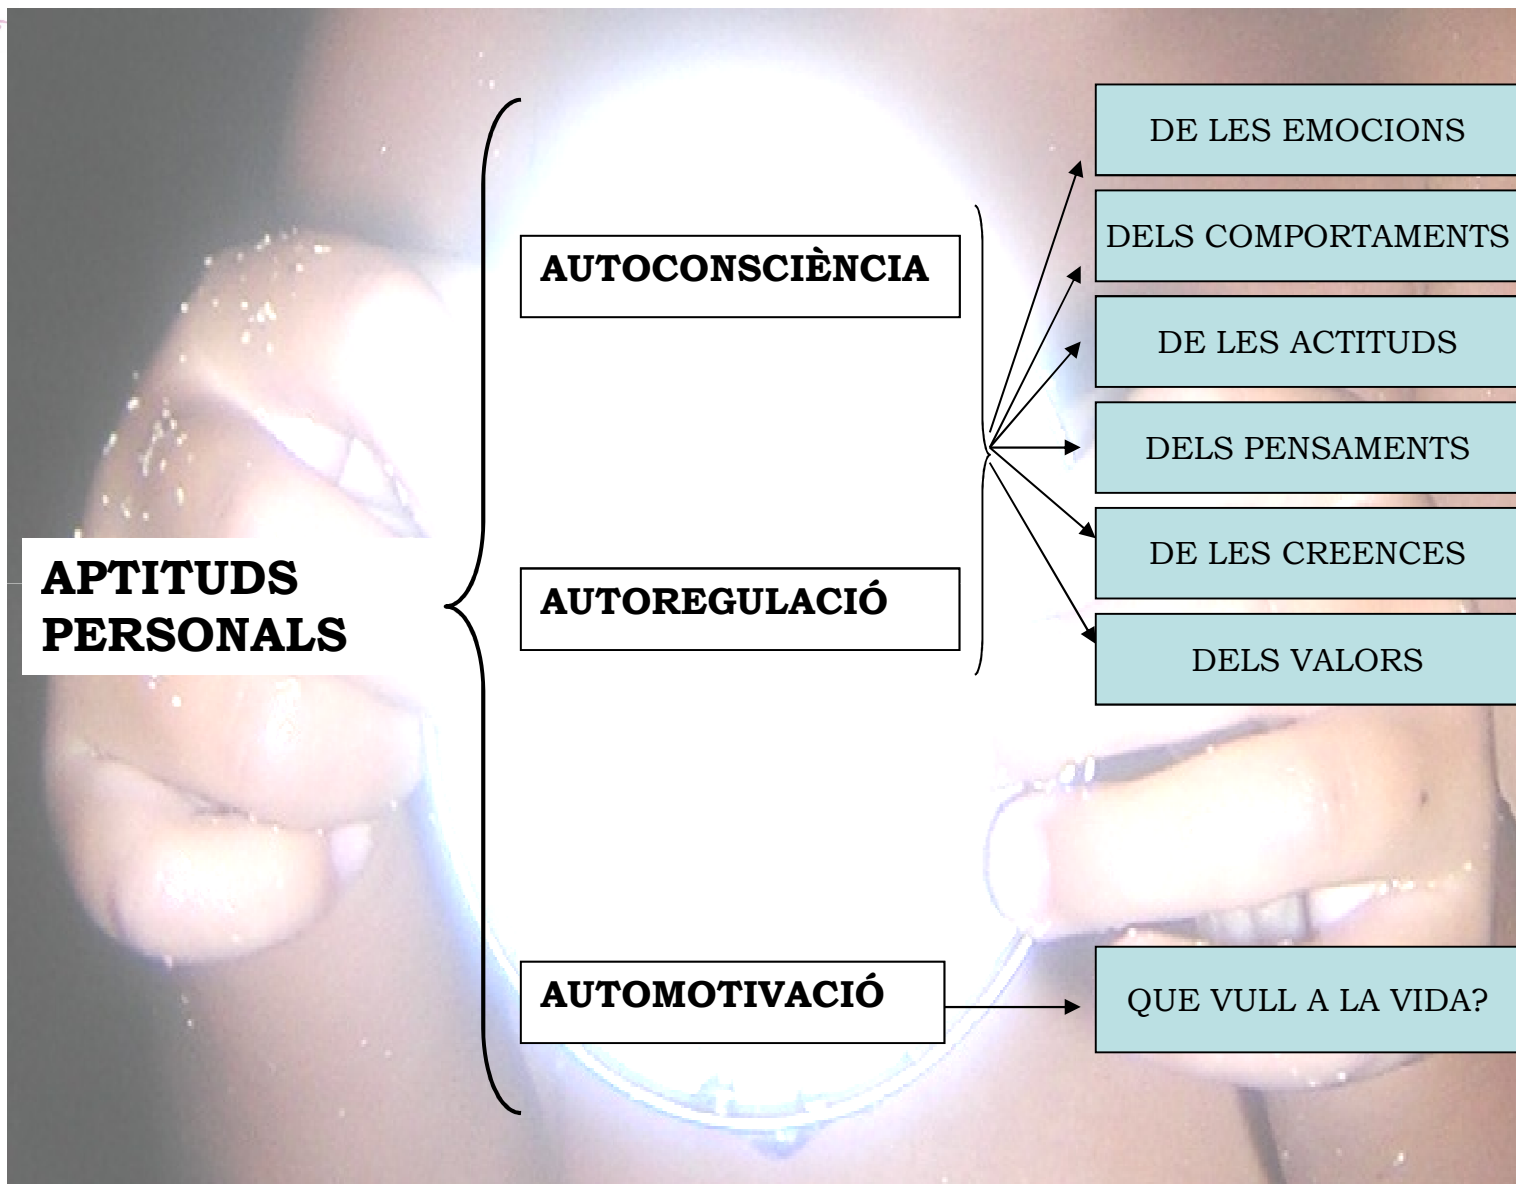 APTITUDS
PERSONALS
AUTOCONSCIÈNCIA
AUTOREGULACIÓ
AUTOMOTIVACIÓ
DE LES EMOCIONS
DELS COMPORTAMENTS
DE LES ACTITUDS
DELS PENSAMENTS
DE LES CREENCES
DELS VALORS
QUE VULL A LA VIDA?